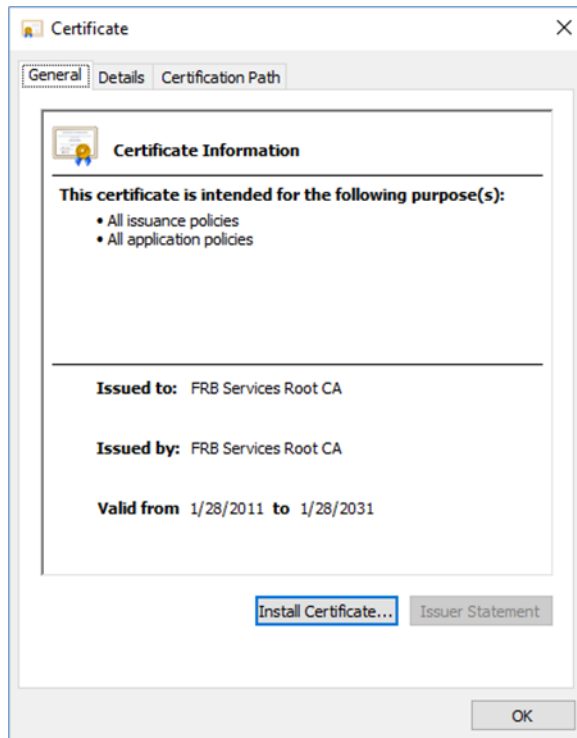 Certificate
General Details Certification Path
Certificate Information
This certificate is intended for the following purpose(s):
• All issuance policies
• All application policies
Issued to: FRB Services Root CA
Issued by: FRB Services Root CA
Valid from 1/28/2011 to 1/28/2031
Install Certificate... Issuer Statement
OK